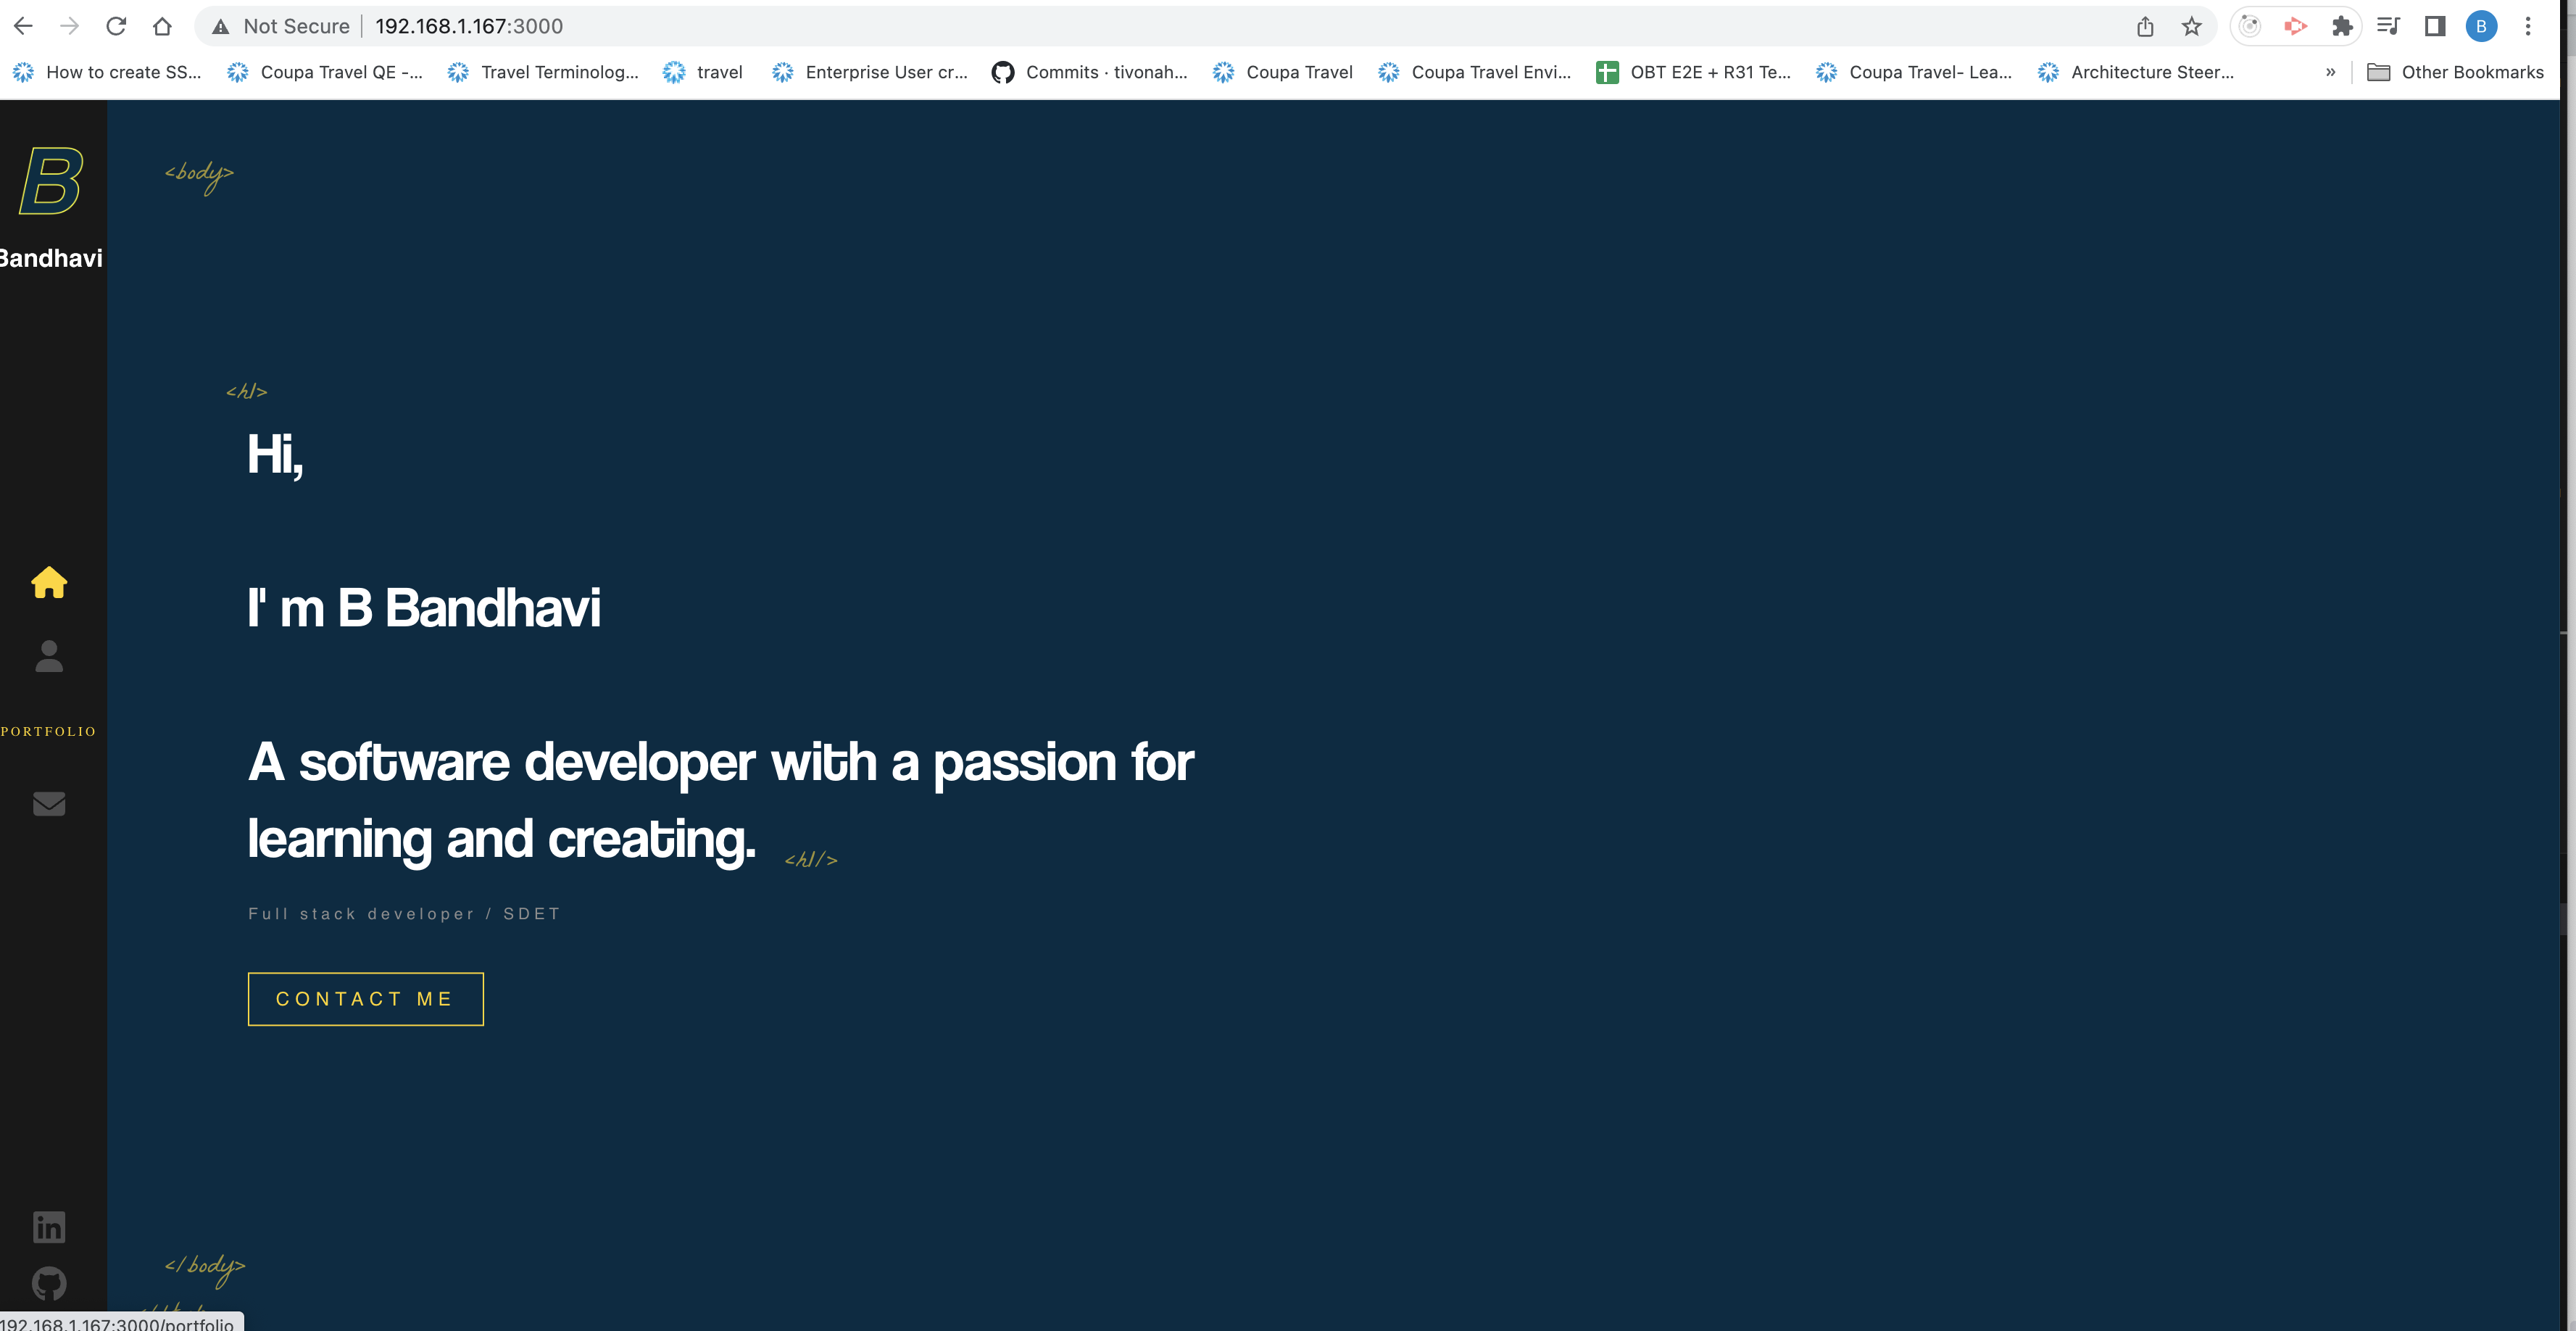 Not Secure | 192.168.1.167:3000
How to create SS... Coupa Travel QE -... Travel Terminolog... travel Enterprise User cr... Commits · tivonah... Coupa Travel Coupa Travel Envi... OBT E2E + R31 Te... Coupa Travel- Lea... Architecture Steer... » Other Bookmarks
B
B
Bandhavi
<body>
<h1>
Hi,
I' m B Bandhavi
PORTFOLIO
A software developer with a passion for
learning and creating.
<h1/>
Full stack developer / SDET
CONTACT ME
in
</body>
192.168.1.167:3000/portfolio